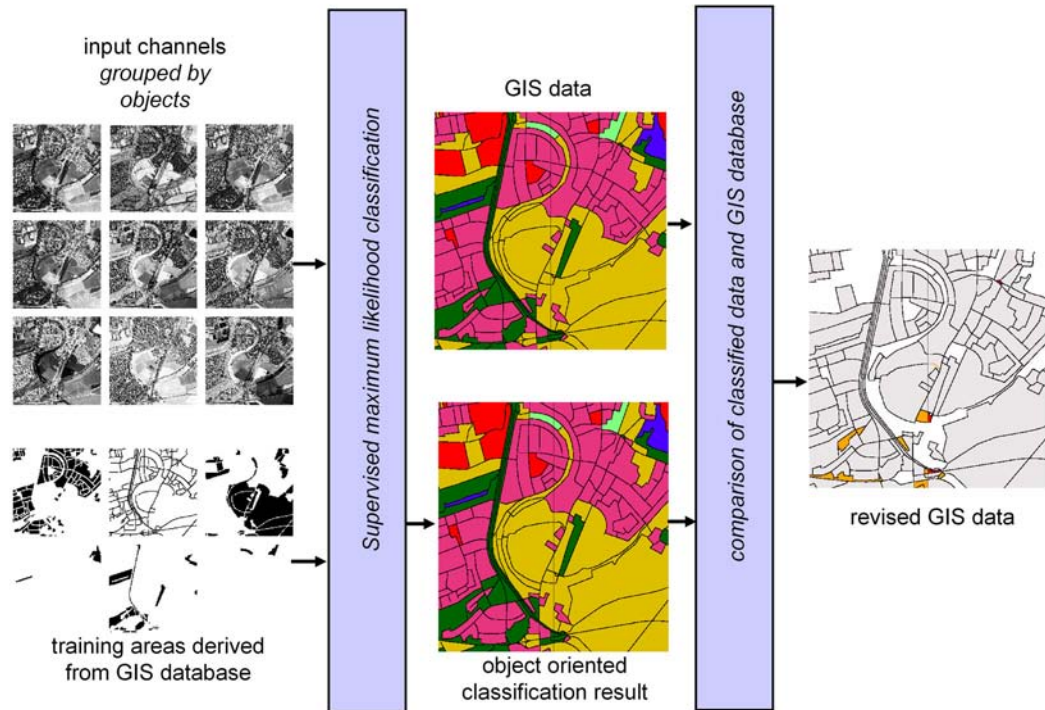 input channels
grouped by
objects
training areas derived
from GIS database
Supervised maximum likelihood classification
GIS data
object oriented
classification result
comparison of classified data and GIS database
revised GIS data